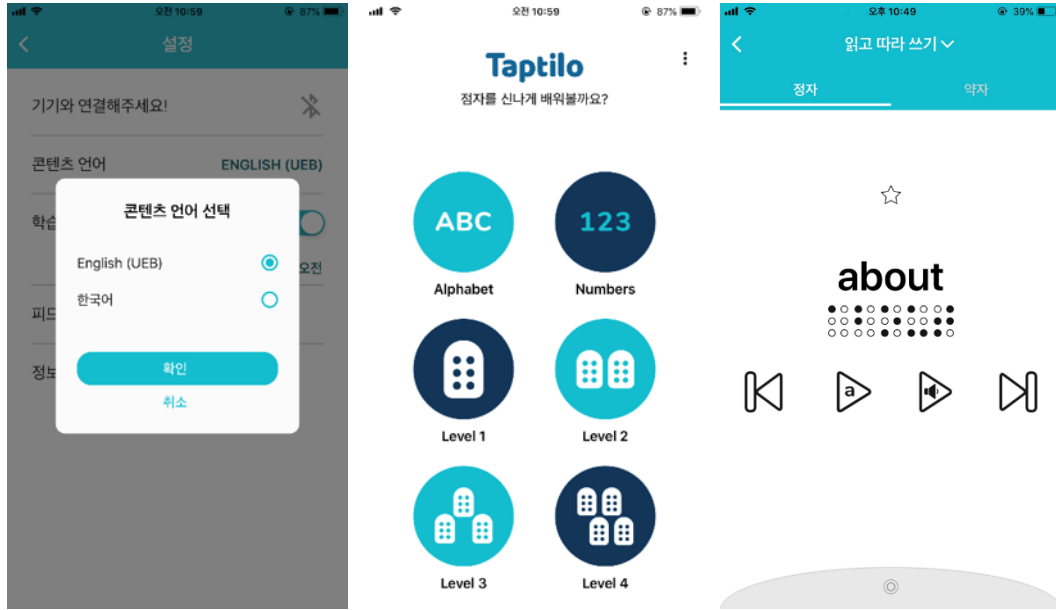 오전 10:59
87%
설정
기기와 연결해주세요!
콘텐츠 언어
ENGLISH (UEB)
학습
오전
피드
정보
콘텐츠 언어 선택
English (UEB)
한국어
확인
취소
오전 10:59
87%
Taptilo
점자를 신나게 배워볼까요?
ABC
123
Alphabet
Numbers
Level 1
Level 2
Level 3
Level 4
오후 10:49
39%
읽고 따라 쓰기
정자
약자
about
a